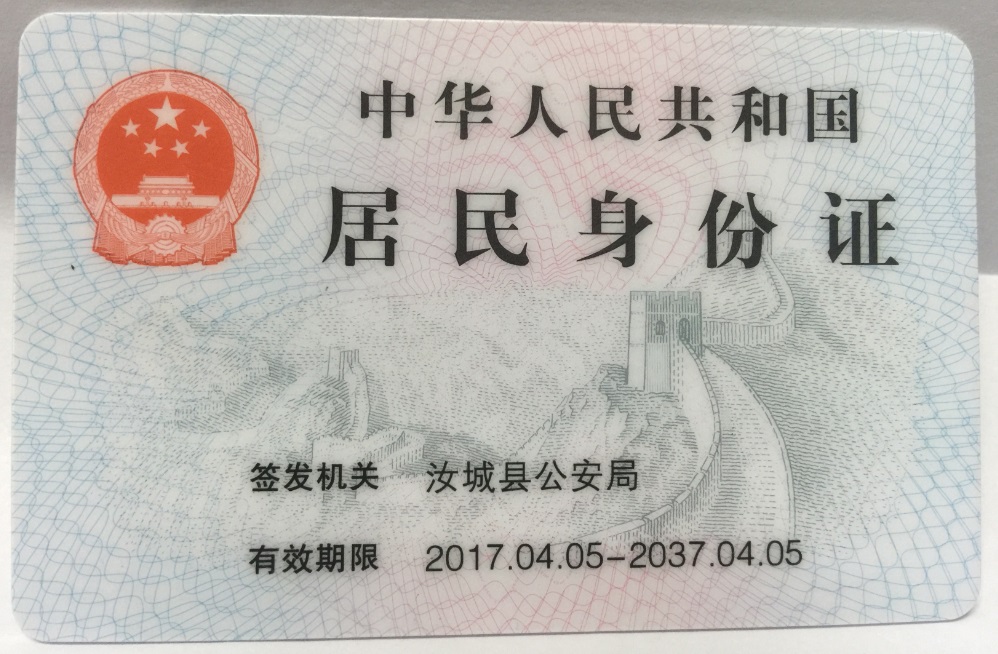 中华人民共和国
居民身份证
签发机关 汝城县公安局
有效期限 2017.04.05-2037.04.05